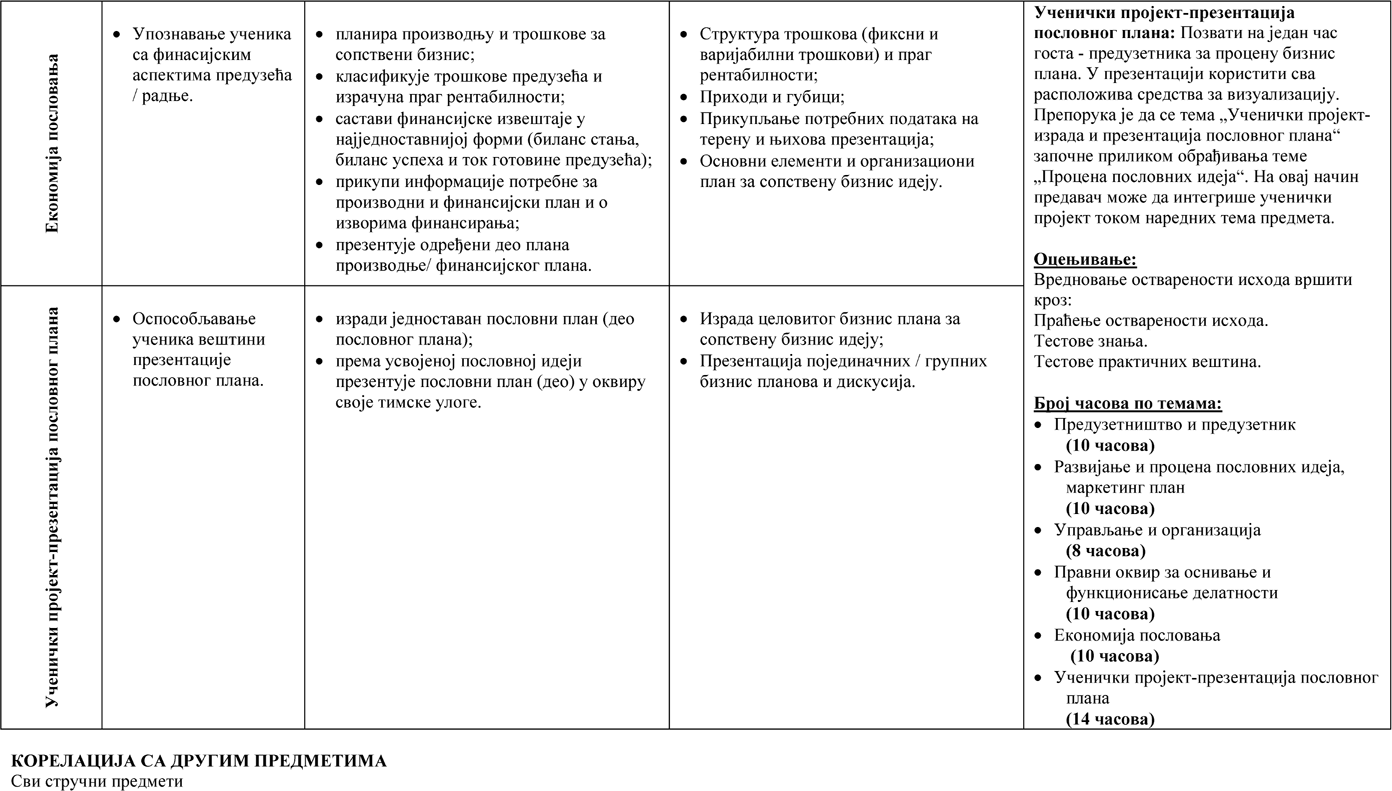 Економија пословања
Упознавање ученика
са финасијским
аспектима предузећа
/ радње.
планира производњу и трошкове за
сопствени бизнис;
класификује трошкове предузећа и
израчуна праг рентабилности;
састави финансијске извештаје у
најједноставнијој форми (биланс стања,
биланс успеха и ток готовине предузећа);
прикупи информације потребне за
производни и финансијски план и о
изворима финансирања;
презентује одређени део плана
производње/ финансијског плана.
Структура трошкова (фиксни и
варијабилни трошкови) и праг
рентабилности;
Приходи и губици;
Прикупљање потребних података на
терену и њихова презентација;
Основни елементи и организациони
план за сопствену бизнис идеју.
Ученички пројект-презентација пословног плана
Оспособљавање
ученика вештини
презентације
пословног плана.
изради једноставан пословни план (део
пословног плана);
према усвојеној пословној идеји
презентује пословни план (део) у оквиру
своје тимске улоге.
Израда целовитог бизнис плана за
сопствену бизнис идеју;
Презентација појединачних / групних
бизнис планова и дискусија.
Ученички пројект-презентација
пословног плана: Позвати на један час
госта - предузетника за процену бизнис
плана. У презентацији користити сва
расположива средства за визуализацију.
Препорука је да се тема „Ученички пројект-
израда и презентација пословног плана“
започне приликом обрађивања теме
„Процена пословних идеја“. На овај начин
предавач може да интегрише ученички
пројект током наредних тема предмета.
Оцењивање:
Вредновање остварености исхода вршити
кроз:
Праћење остварености исхода.
Тестове знања.
Тестове практичних вештина.
Број часова по темама:
Предузетништво и предузетник
(10 часова)
Развијање и процена пословних идеја,
маркетинг план
(10 часова)
Управљање и организација
(8 часова)
Правни оквир за оснивање и
функционисање делатности
(10 часова)
Економија пословања
(10 часова)
Ученички пројект-презентација пословног
плана
(14 часова)
КОРЕЛАЦИЈА СА ДРУГИМ ПРЕДМЕТИМА
Сви стручни предмети